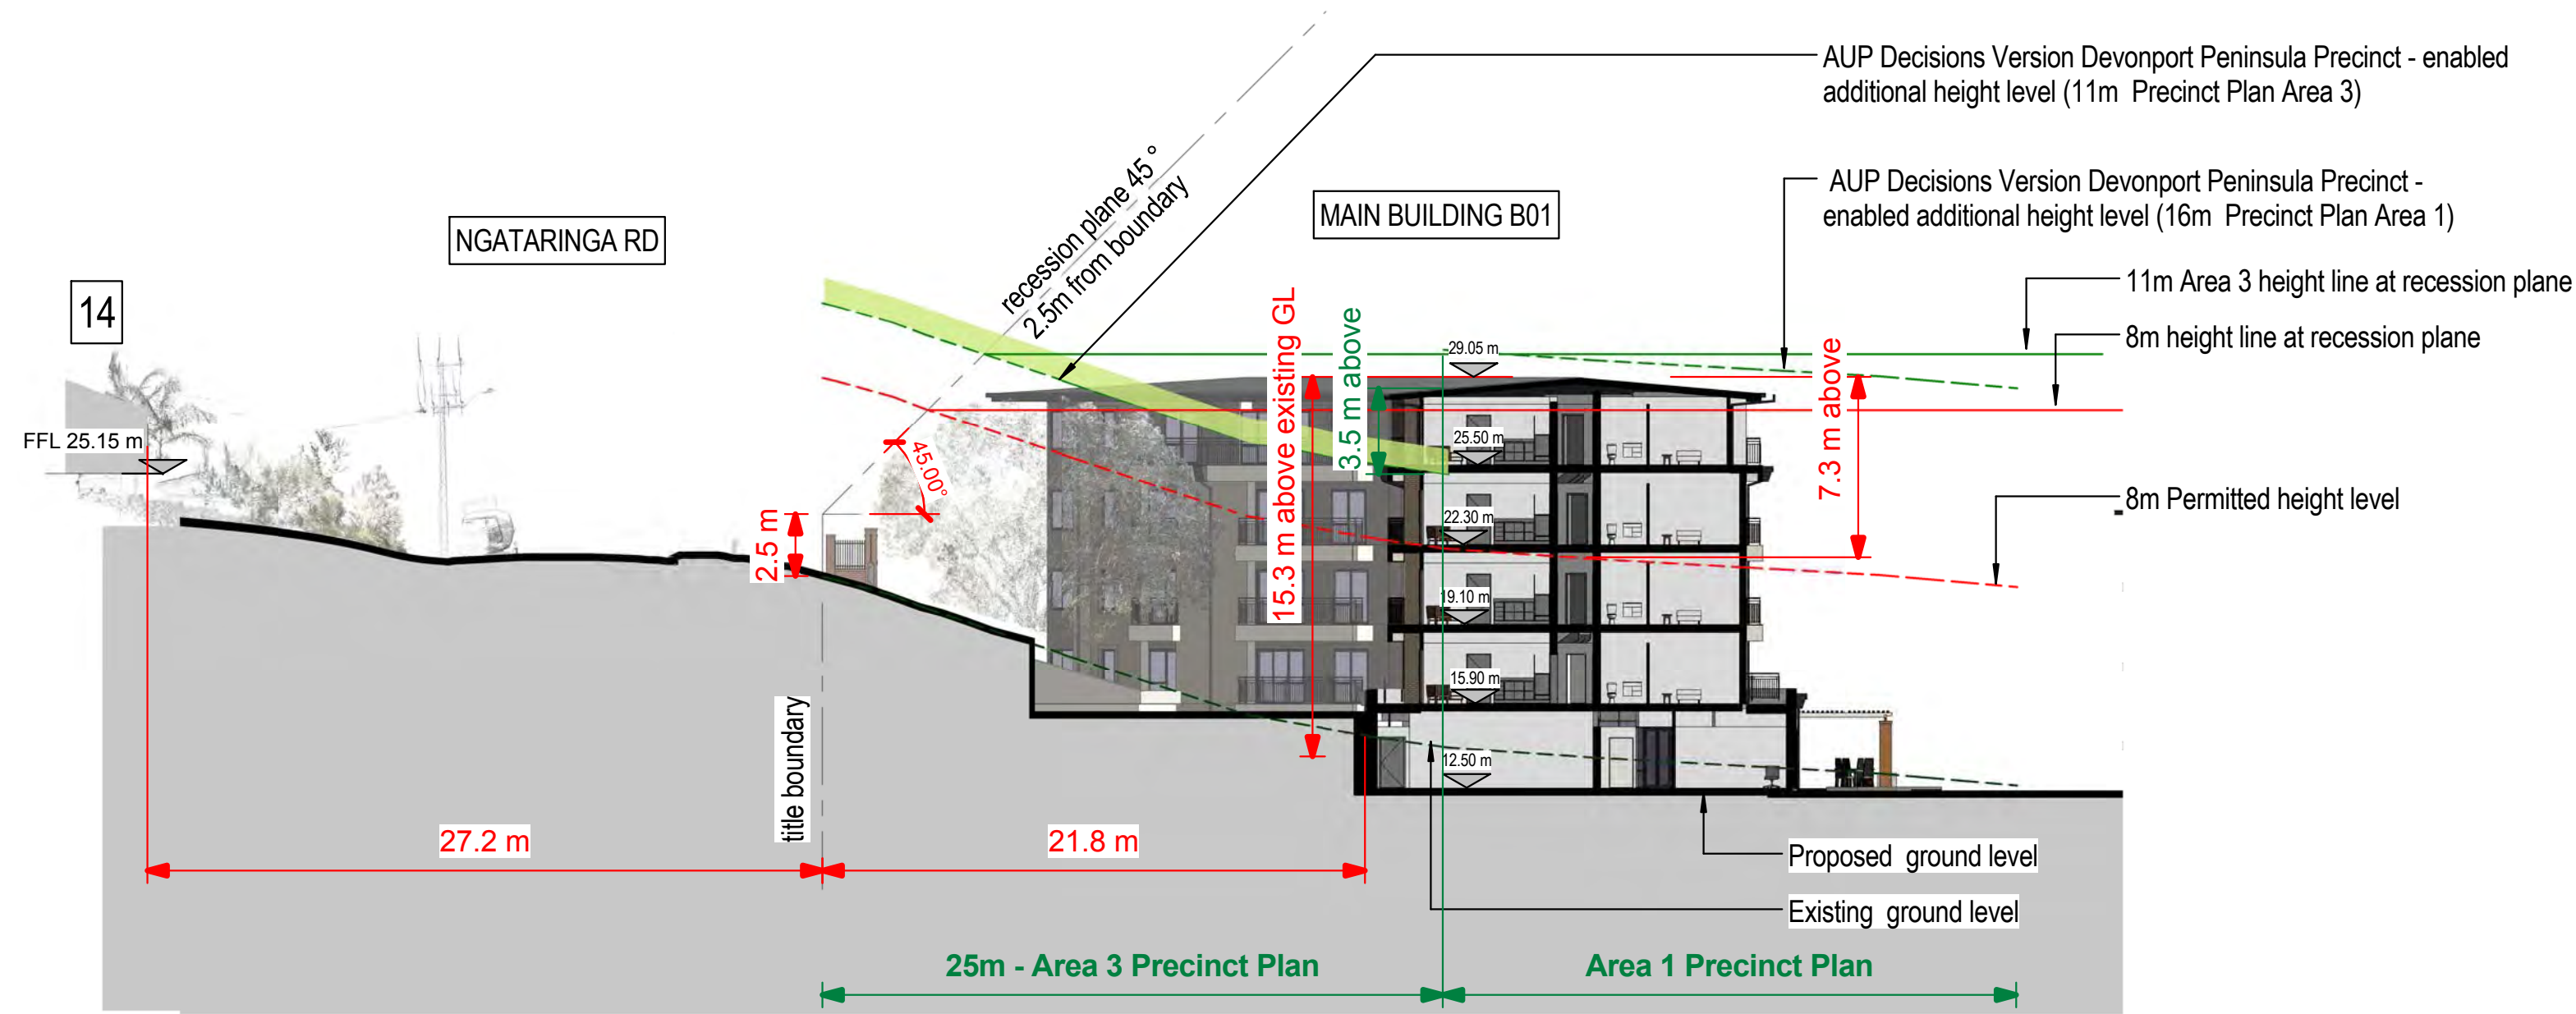 AUP Decisions Version Devonport Peninsula Precinct - enabled
additional height level (11m Precinct Plan Area 3)
recession plane 45°
2.5m from boundary
AUP Decisions Version Devonport Peninsula Precinct -
enabled additional height level (16m Precinct Plan Area 1)
MAIN BUILDING B01
NGATARINGA RD
14
11m Area 3 height line at recession plane
8m height line at recession plane
29.05 m
15.3 m above existing GL
3.5 m above
7.3 m above
FFL 25.15 m
25.50 m
45.00°
8m Permitted height level
22.30 m
2.5 m
19.10 m
15.90 m
title boundary
12.50 m
27.2 m
21.8 m
Proposed ground level
Existing ground level
25m - Area 3 Precinct Plan
Area 1 Precinct Plan